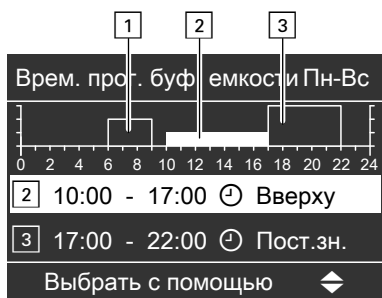 1 2 3
Врем. прог. буф емкости Пн-Вс
0 2 4 6 8 10 12 14 16 18 20 22 24
2 10:00 - 17:00 Вверху
3 17:00 - 22:00 Пост.зн.
Выбрать с помощью